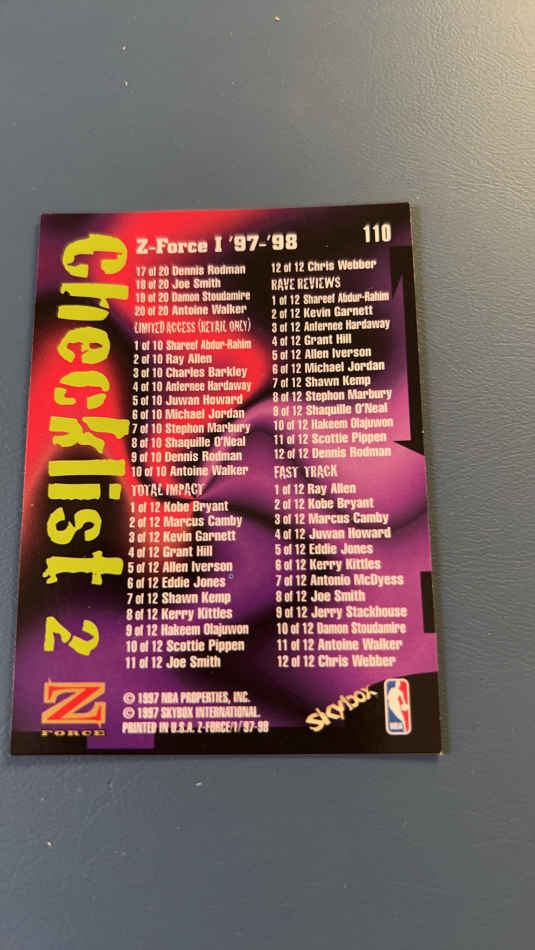 Checklist 2
Z-Force I '97-'98
110
17 of 20 Dennis Rodman
18 of 20 Joe Smith
19 of 20 Damon Stoudamire
20 of 20 Antoine Walker
LIMITED ACCESS (RETAIL ONLY)
1 of 10 Shareef Abdur-Rahim
2 of 10 Ray Allen
3 of 10 Charles Barkley
4 of 10 Anfernee Hardaway
5 of 10 Juwan Howard
6 of 10 Michael Jordan
7 of 10 Stephon Marbury
8 of 10 Shaquille O'Neal
9 of 10 Dennis Rodman
10 of 10 Antoine Walker
TOTAL IMPACT
1 of 12 Kobe Bryant
2 of 12 Marcus Camby
3 of 12 Kevin Garnett
4 of 12 Grant Hill
5 of 12 Allen Iverson
6 of 12 Eddie Jones
7 of 12 Shawn Kemp
8 of 12 Kerry Kittles
9 of 12 Hakeem Olajuwon
10 of 12 Scottie Pippen
11 of 12 Joe Smith
12 of 12 Chris Webber
RAVE REVIEWS
1 of 12 Shareef Abdur-Rahim
2 of 12 Kevin Garnett
3 of 12 Anfernee Hardaway
4 of 12 Grant Hill
5 of 12 Allen Iverson
6 of 12 Michael Jordan
7 of 12 Shawn Kemp
8 of 12 Stephon Marbury
9 of 12 Shaquille O'Neal
10 of 12 Hakeem Olajuwon
11 of 12 Scottie Pippen
12 of 12 Dennis Rodman
FAST TRACK
1 of 12 Ray Allen
2 of 12 Kobe Bryant
3 of 12 Marcus Camby
4 of 12 Juwan Howard
5 of 12 Eddie Jones
6 of 12 Kerry Kittles
7 of 12 Antonio McDyess
8 of 12 Joe Smith
9 of 12 Jerry Stackhouse
10 of 12 Damon Stoudamire
11 of 12 Antoine Walker
12 of 12 Chris Webber
Z
FORCE
© 1997 NBA PROPERTIES, INC.
© 1997 SKYBOX INTERNATIONAL.
PRINTED IN U.S.A. Z-FORCE/1/97-98
Skybox
NBA